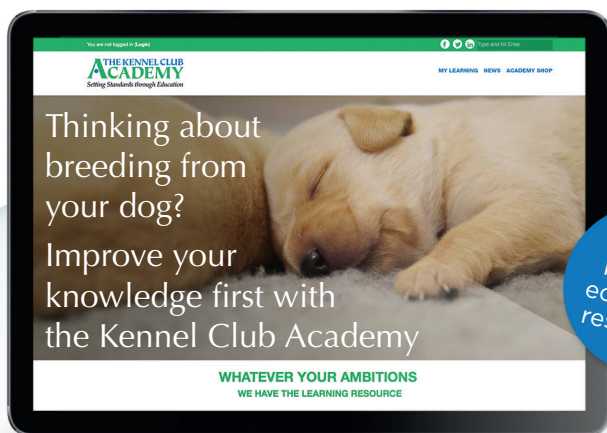 You are not logged in (Login)
Type and hit Enter
THE KENNEL CLUB
ACADEMY
Setting Standards through Education
MY LEARNING NEWS ACADEMY SHOP
Thinking about
breeding from
your dog?
Improve your
knowledge first with
the Kennel Club Academy
WHATEVER YOUR AMBITIONS
WE HAVE THE LEARNING RESOURCE